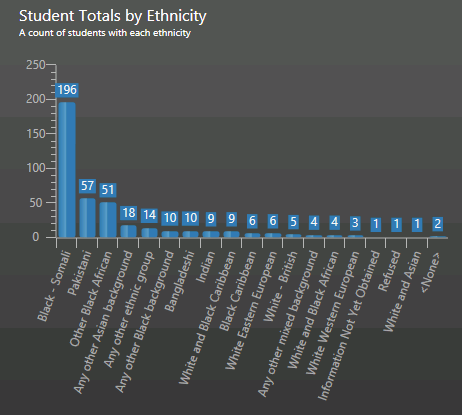 Student Totals by Ethnicity
A count of students with each ethnicity
250
200
150
100
50
0
196
57
51
18
14
10
10
9
9
6
6
5
4
4
3
1
1
1
2
Black - Somali
Pakistani
Other Black African
Any other Asian background
Any other ethnic group
Any other Black background
Bangladeshi
Indian
White and Black Caribbean
Black Caribbean
White Eastern European
White - British
Any other mixed background
White and Black African
White Western European
Information Not Yet Obtained
Refused
White and Asian
<None>